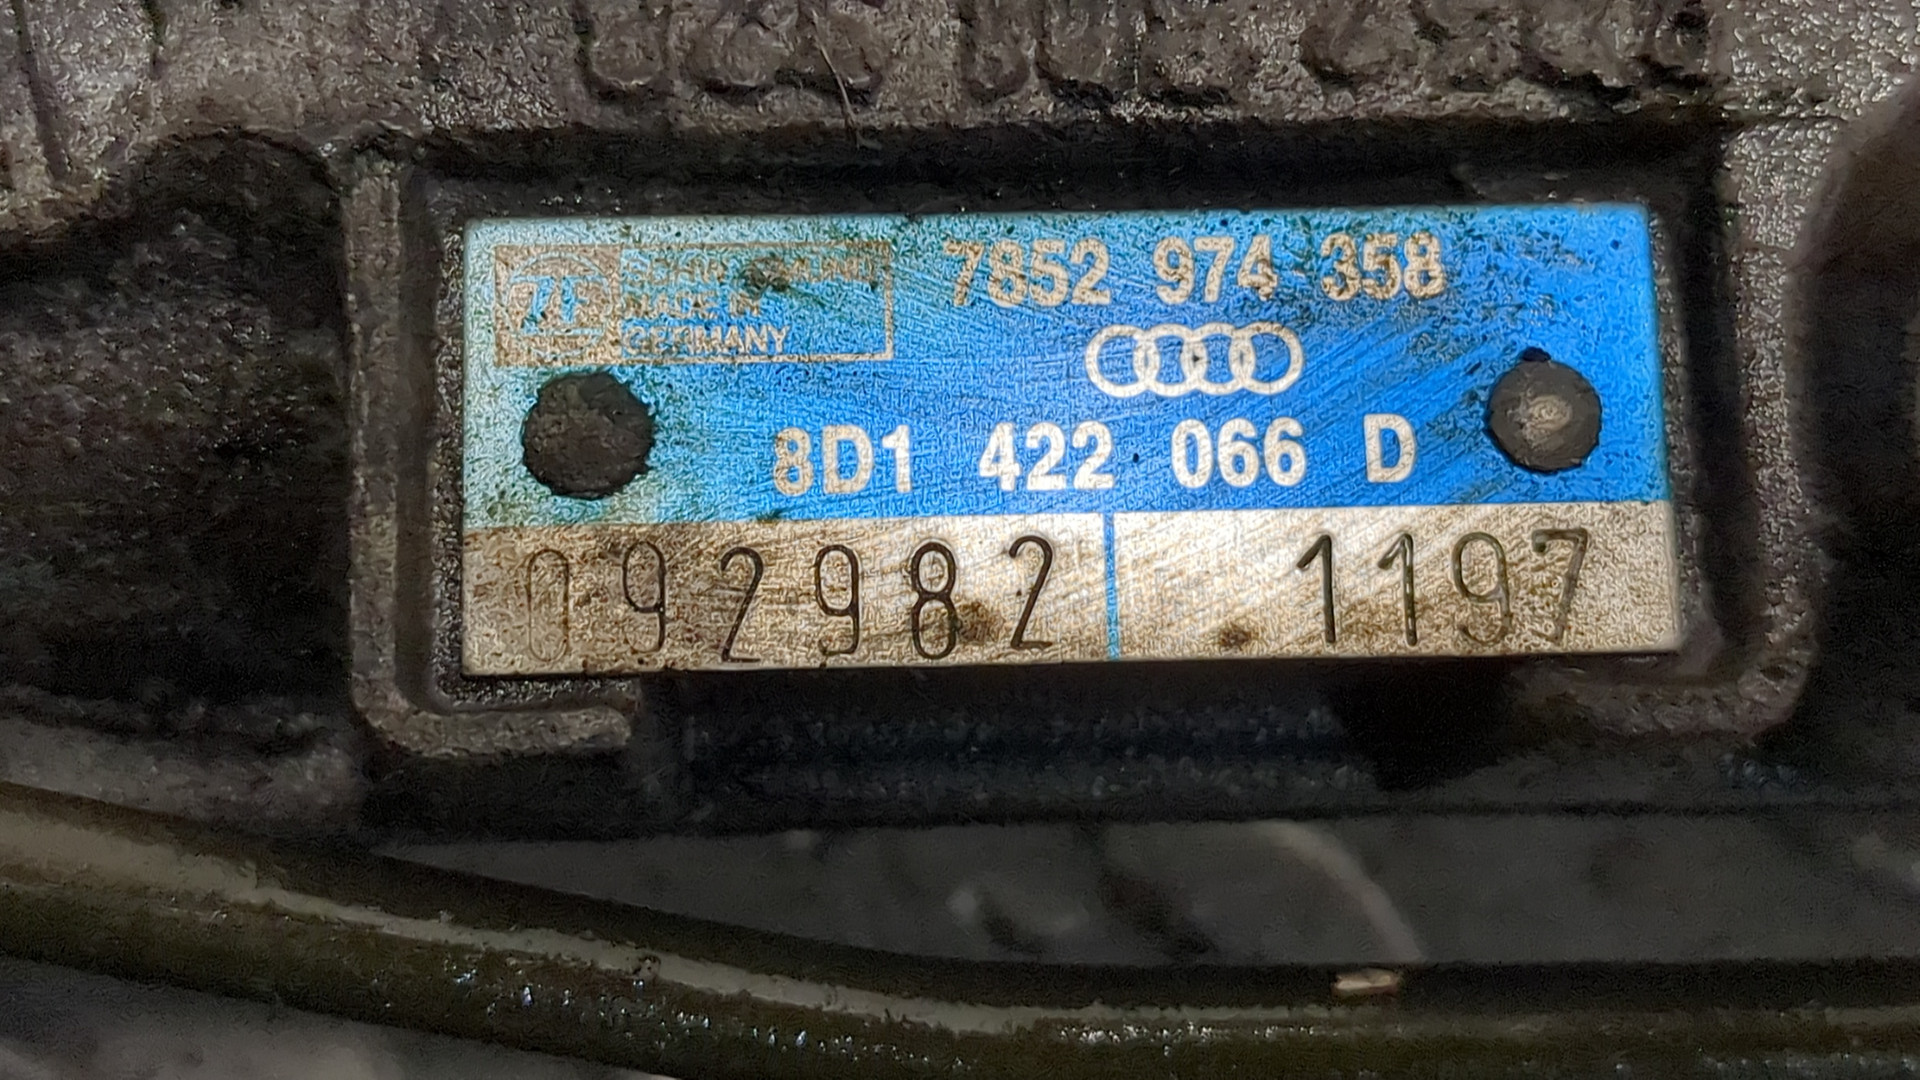 ZF
MADE IN
GERMANY
7852 974 358
8D1 422 066 D
092982 1197